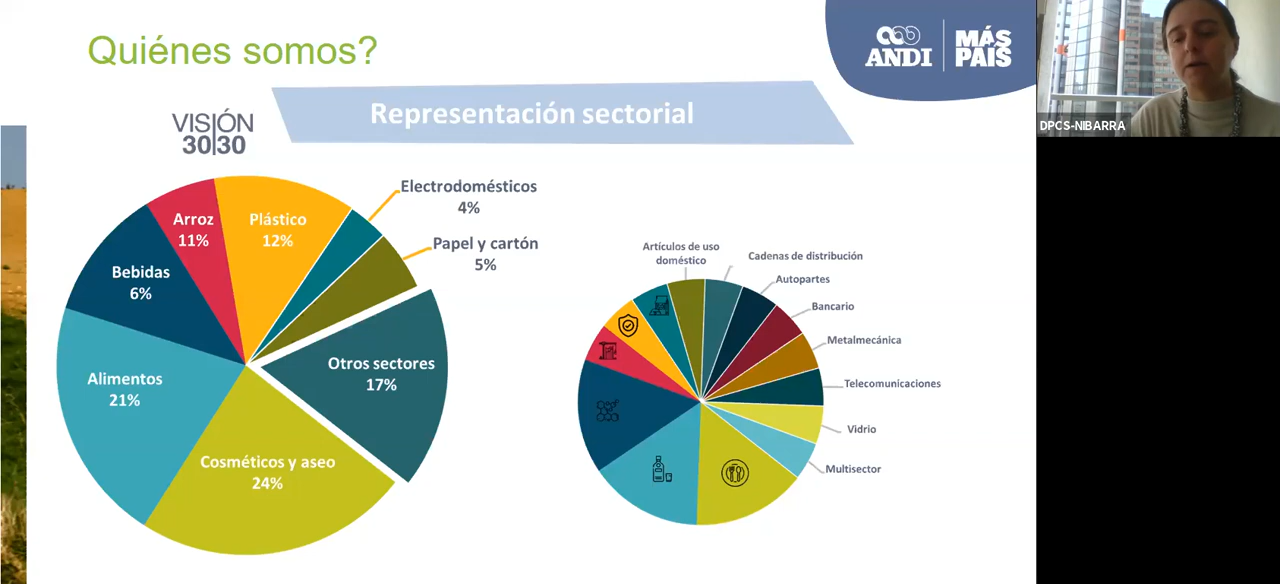 Quiénes somos?
ANDI
MÁS
PAÍS
DPCS-NIBARRA
Representación sectorial
VISIÓN
30|30
Electrodomésticos
4%
Arroz
11%
Plástico
12%
Papel y cartón
5%
Bebidas
6%
Otros sectores
17%
Alimentos
21%
Cosméticos y aseo
24%
Artículos de uso
doméstico
Cadenas de distribución
Autopartes
Bancario
Metalmecánica
Telecomunicaciones
Vidrio
Multisector